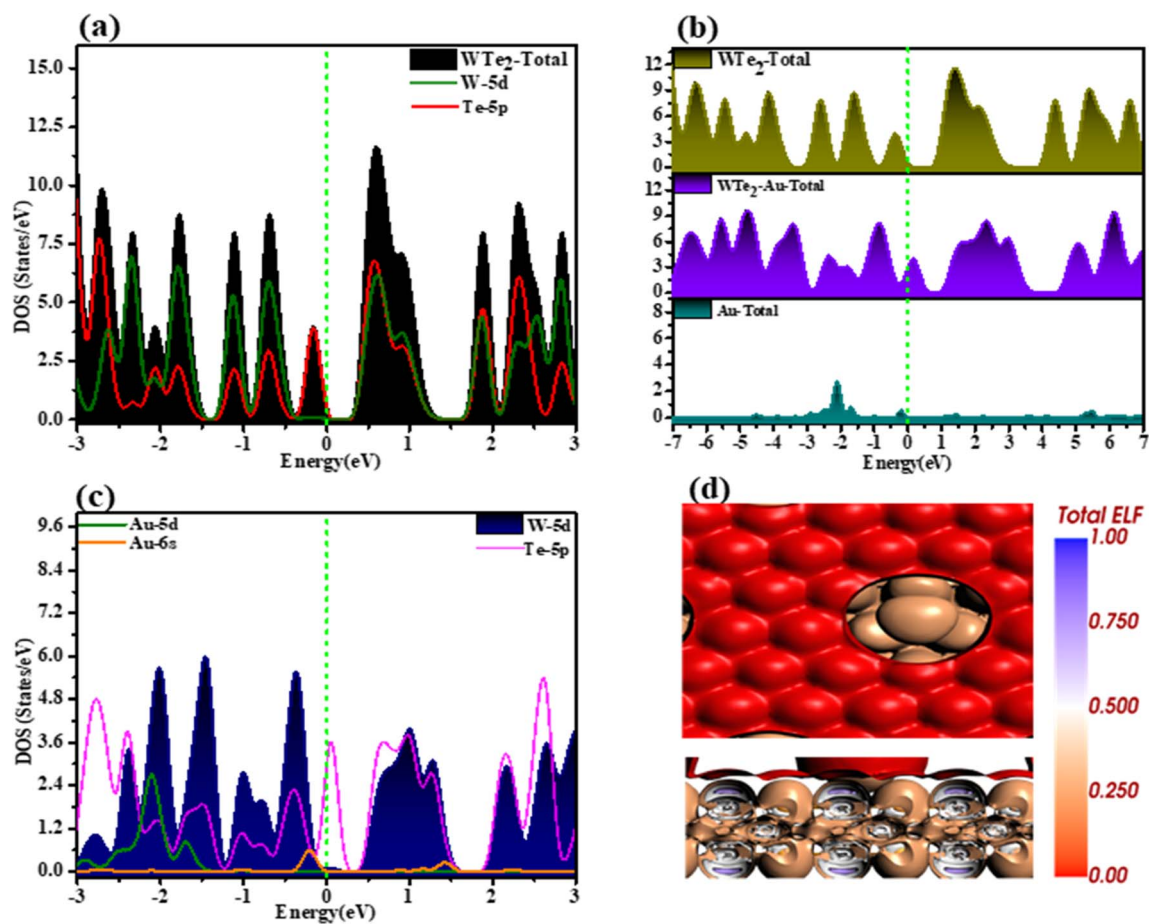 (a)
15.0
12.5
10.0
7.5
5.0
2.5
0.0
DOS (States/eV)
WTe2-Total
W-5d
Te-5p
-3 -2 -1 0 1 2 3
Energy(eV)
(b)
12
9
6
3
0
WTe2-Total
12
9
6
3
0
WTe2-Au-Total
8
6
4
2
0
Au-Total
DOS (States/eV)
-7 -6 -5 -4 -3 -2 -1 0 1 2 3 4 5 6 7
Energy(eV)
(c)
Au-5d
Au-6s
W-5d
Te-5p
9.6
8.4
7.2
6.0
4.8
3.6
2.4
1.2
0.0
DOS (States/eV)
-3 -2 -1 0 1 2 3
Energy(eV)
(d)
Total ELF
1.00
0.750
0.500
0.250
0.00